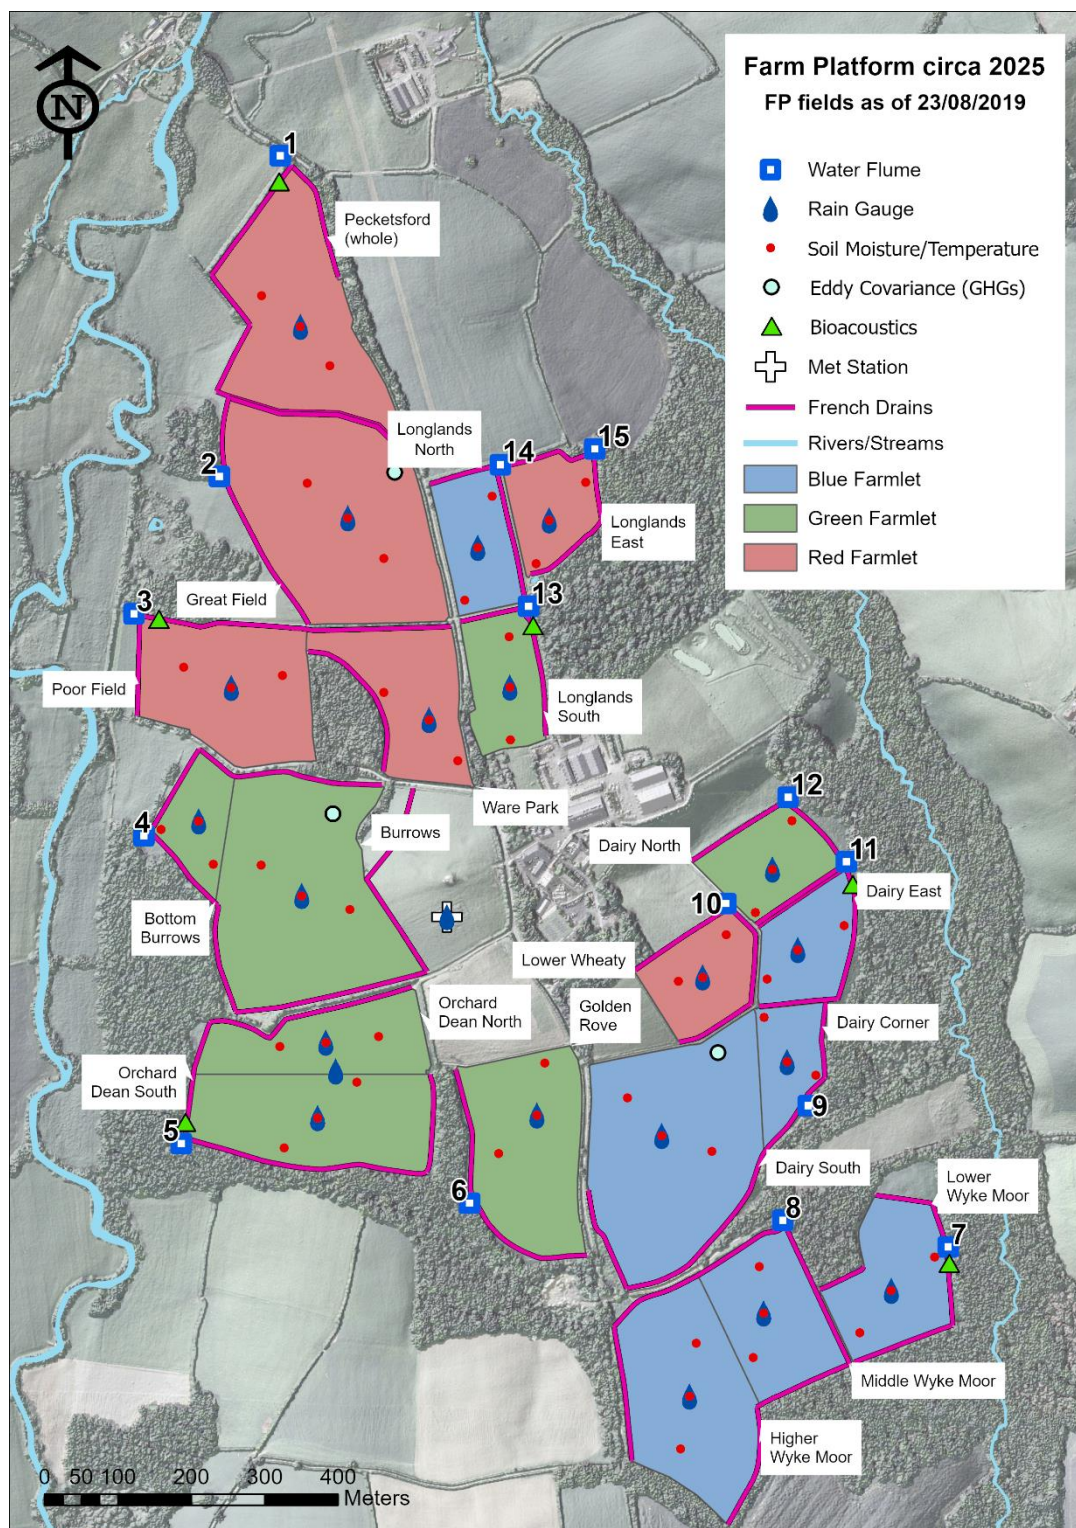 N
Farm Platform circa 2025
FP fields as of 23/08/2019
Water Flume
Rain Gauge
Soil Moisture/Temperature
Eddy Covariance (GHGs)
Bioacoustics
Met Station
French Drains
Rivers/Streams
Blue Farmlet
Green Farmlet
Red Farmlet
1
Pecketsford
(whole)
Longlands
North
14
15
2
Longlands
East
Great Field
13
3
Poor Field
Longlands
South
Ware Park
12
4
Burrows
Dairy North
11
Dairy East
10
Bottom
Burrows
Lower Wheaty
Orchard
Dean North
Golden
Rove
Dairy Corner
Orchard
Dean South
9
5
Dairy South
Lower
Wyke Moor
6
8
7
Middle Wyke Moor
Higher
Wyke Moor
0 50 100 200 300 400
Meters